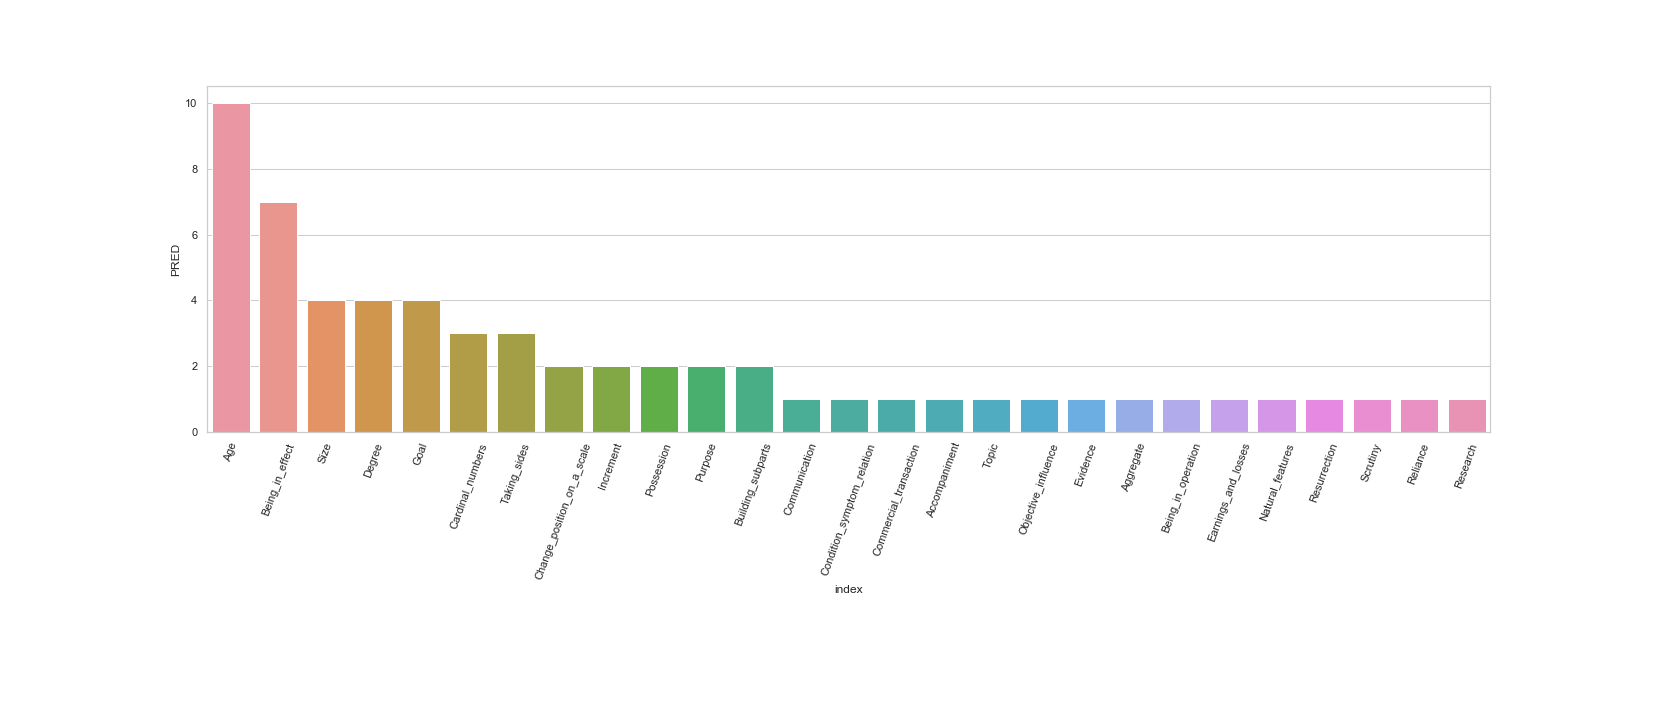 10
8
6
4
2
0
PRED
Age
Being_in_effect
Size
Degree
Goal
Cardinal_numbers
Taking_sides
Change_position_on_a_scale
Increment
Possession
Purpose
Building_subparts
Communication
Condition_symptom_relation
Commercial_transaction
Accompaniment
Topic
Objective_influence
Evidence
Aggregate
Being_in_operation
Earnings_and_losses
Natural_features
Resurrection
Scrutiny
Reliance
Research
index